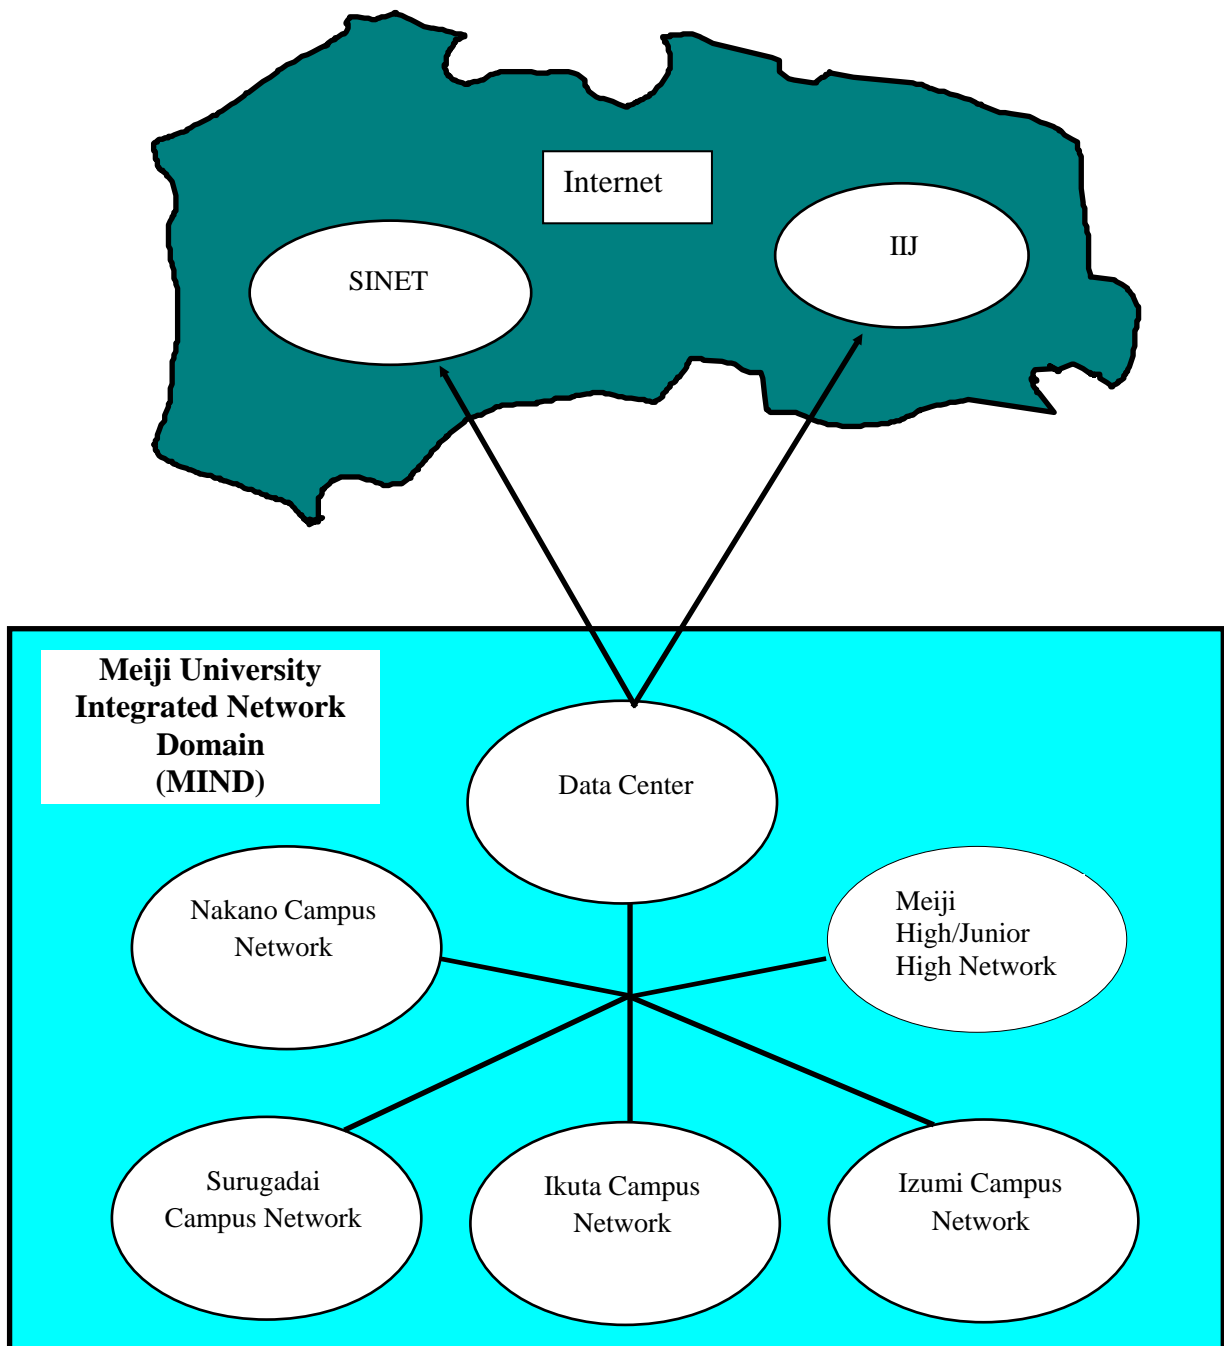 Internet
IIJ
SINET
Meiji University
Integrated Network
Domain
(MIND)
Data Center
Nakano Campus
Network
Meiji
High/Junior
High Network
Surugadai
Campus Network
Ikuta Campus
Network
Izumi Campus
Network